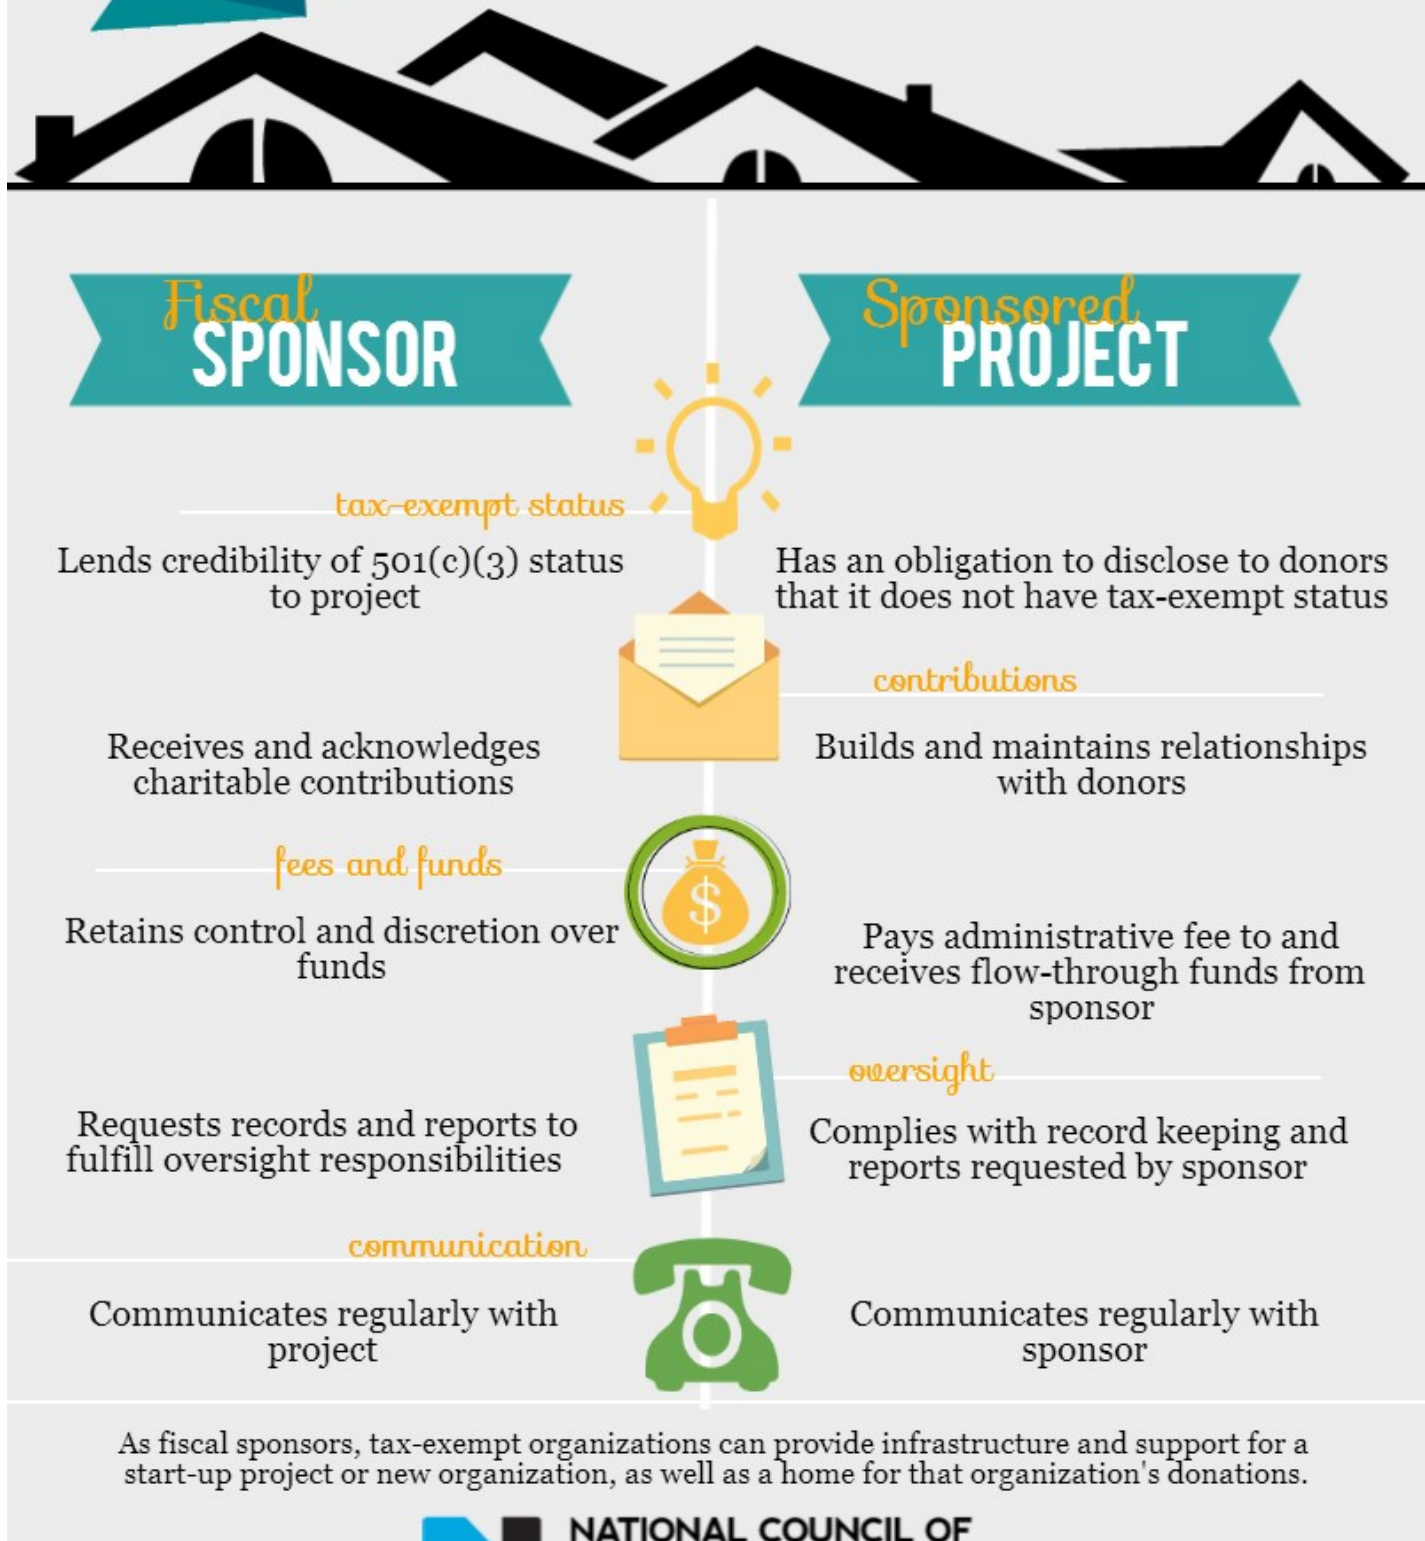 Fiscal
SPONSOR
Sponsored
PROJECT
tax-exempt status
Lends credibility of 501(c)(3) status
to project
Has an obligation to disclose to donors
that it does not have tax-exempt status
contributions
Receives and acknowledges
charitable contributions
Builds and maintains relationships
with donors
fees and funds
Retains control and discretion over
funds
$
Pays administrative fee to and
receives flow-through funds from
sponsor
oversight
Requests records and reports to
fulfill oversight responsibilities
Complies with record keeping and
reports requested by sponsor
communication
Communicates regularly with
project
Communicates regularly with
sponsor
As fiscal sponsors, tax-exempt organizations can provide infrastructure and support for a
start-up project or new organization, as well as a home for that organization's donations.
NATIONAL COUNCIL OF